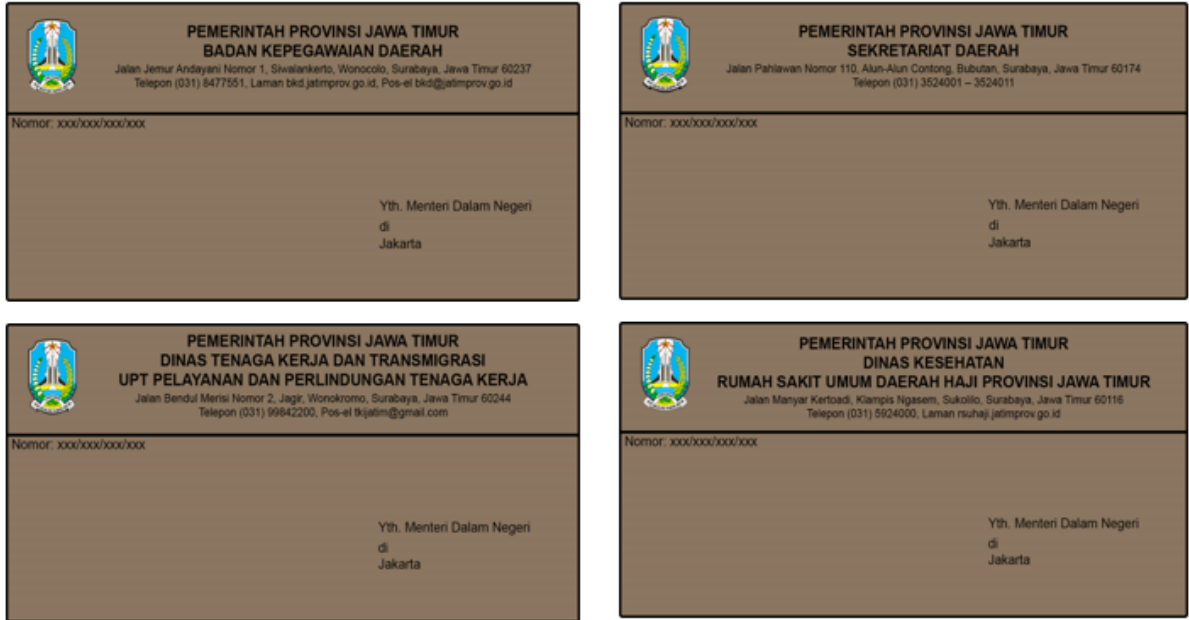 PEMERINTAH PROVINSI JAWA TIMUR
BADAN KEPEGAWAIAN DAERAH
Jalan Jemur Andayani Nomor 1, Siwalankerto, Wonocolo, Surabaya, Jawa Timur 60237
Telepon (031) 8477551, Laman bkd.jatimprov.go.id, Pos-el bkd@jatimprov.go.id
Nomor: xxx/xxx/xxx/xxx
Yth. Menteri Dalam Negeri
di
Jakarta
PEMERINTAH PROVINSI JAWA TIMUR
SEKRETARIAT DAERAH
Jalan Pahlawan Nomor 110, Alun-Alun Contong, Bubutan, Surabaya, Jawa Timur 60174
Telepon (031) 3524001 – 3524011
Nomor: xxx/xxx/xxx/xxx
Yth. Menteri Dalam Negeri
di
Jakarta
PEMERINTAH PROVINSI JAWA TIMUR
DINAS TENAGA KERJA DAN TRANSMIGRASI
UPT PELAYANAN DAN PERLINDUNGAN TENAGA KERJA
Jalan Bendul Merisi Nomor 2, Jagir, Wonokromo, Surabaya, Jawa Timur 60244
Telepon (031) 99842200, Pos-el tkijatim@gmail.com
Nomor: xxx/xxx/xxx/xxx
Yth. Menteri Dalam Negeri
di
Jakarta
PEMERINTAH PROVINSI JAWA TIMUR
DINAS KESEHATAN
RUMAH SAKIT UMUM DAERAH HAJI PROVINSI JAWA TIMUR
Jalan Manyar Kertoadi, Klampis Ngasem, Sukolilo, Surabaya, Jawa Timur 60116
Telepon (031) 5924000, Laman rsuhaji.jatimprov.go.id
Nomor: xxx/xxx/xxx/xxx
Yth. Menteri Dalam Negeri
di
Jakarta